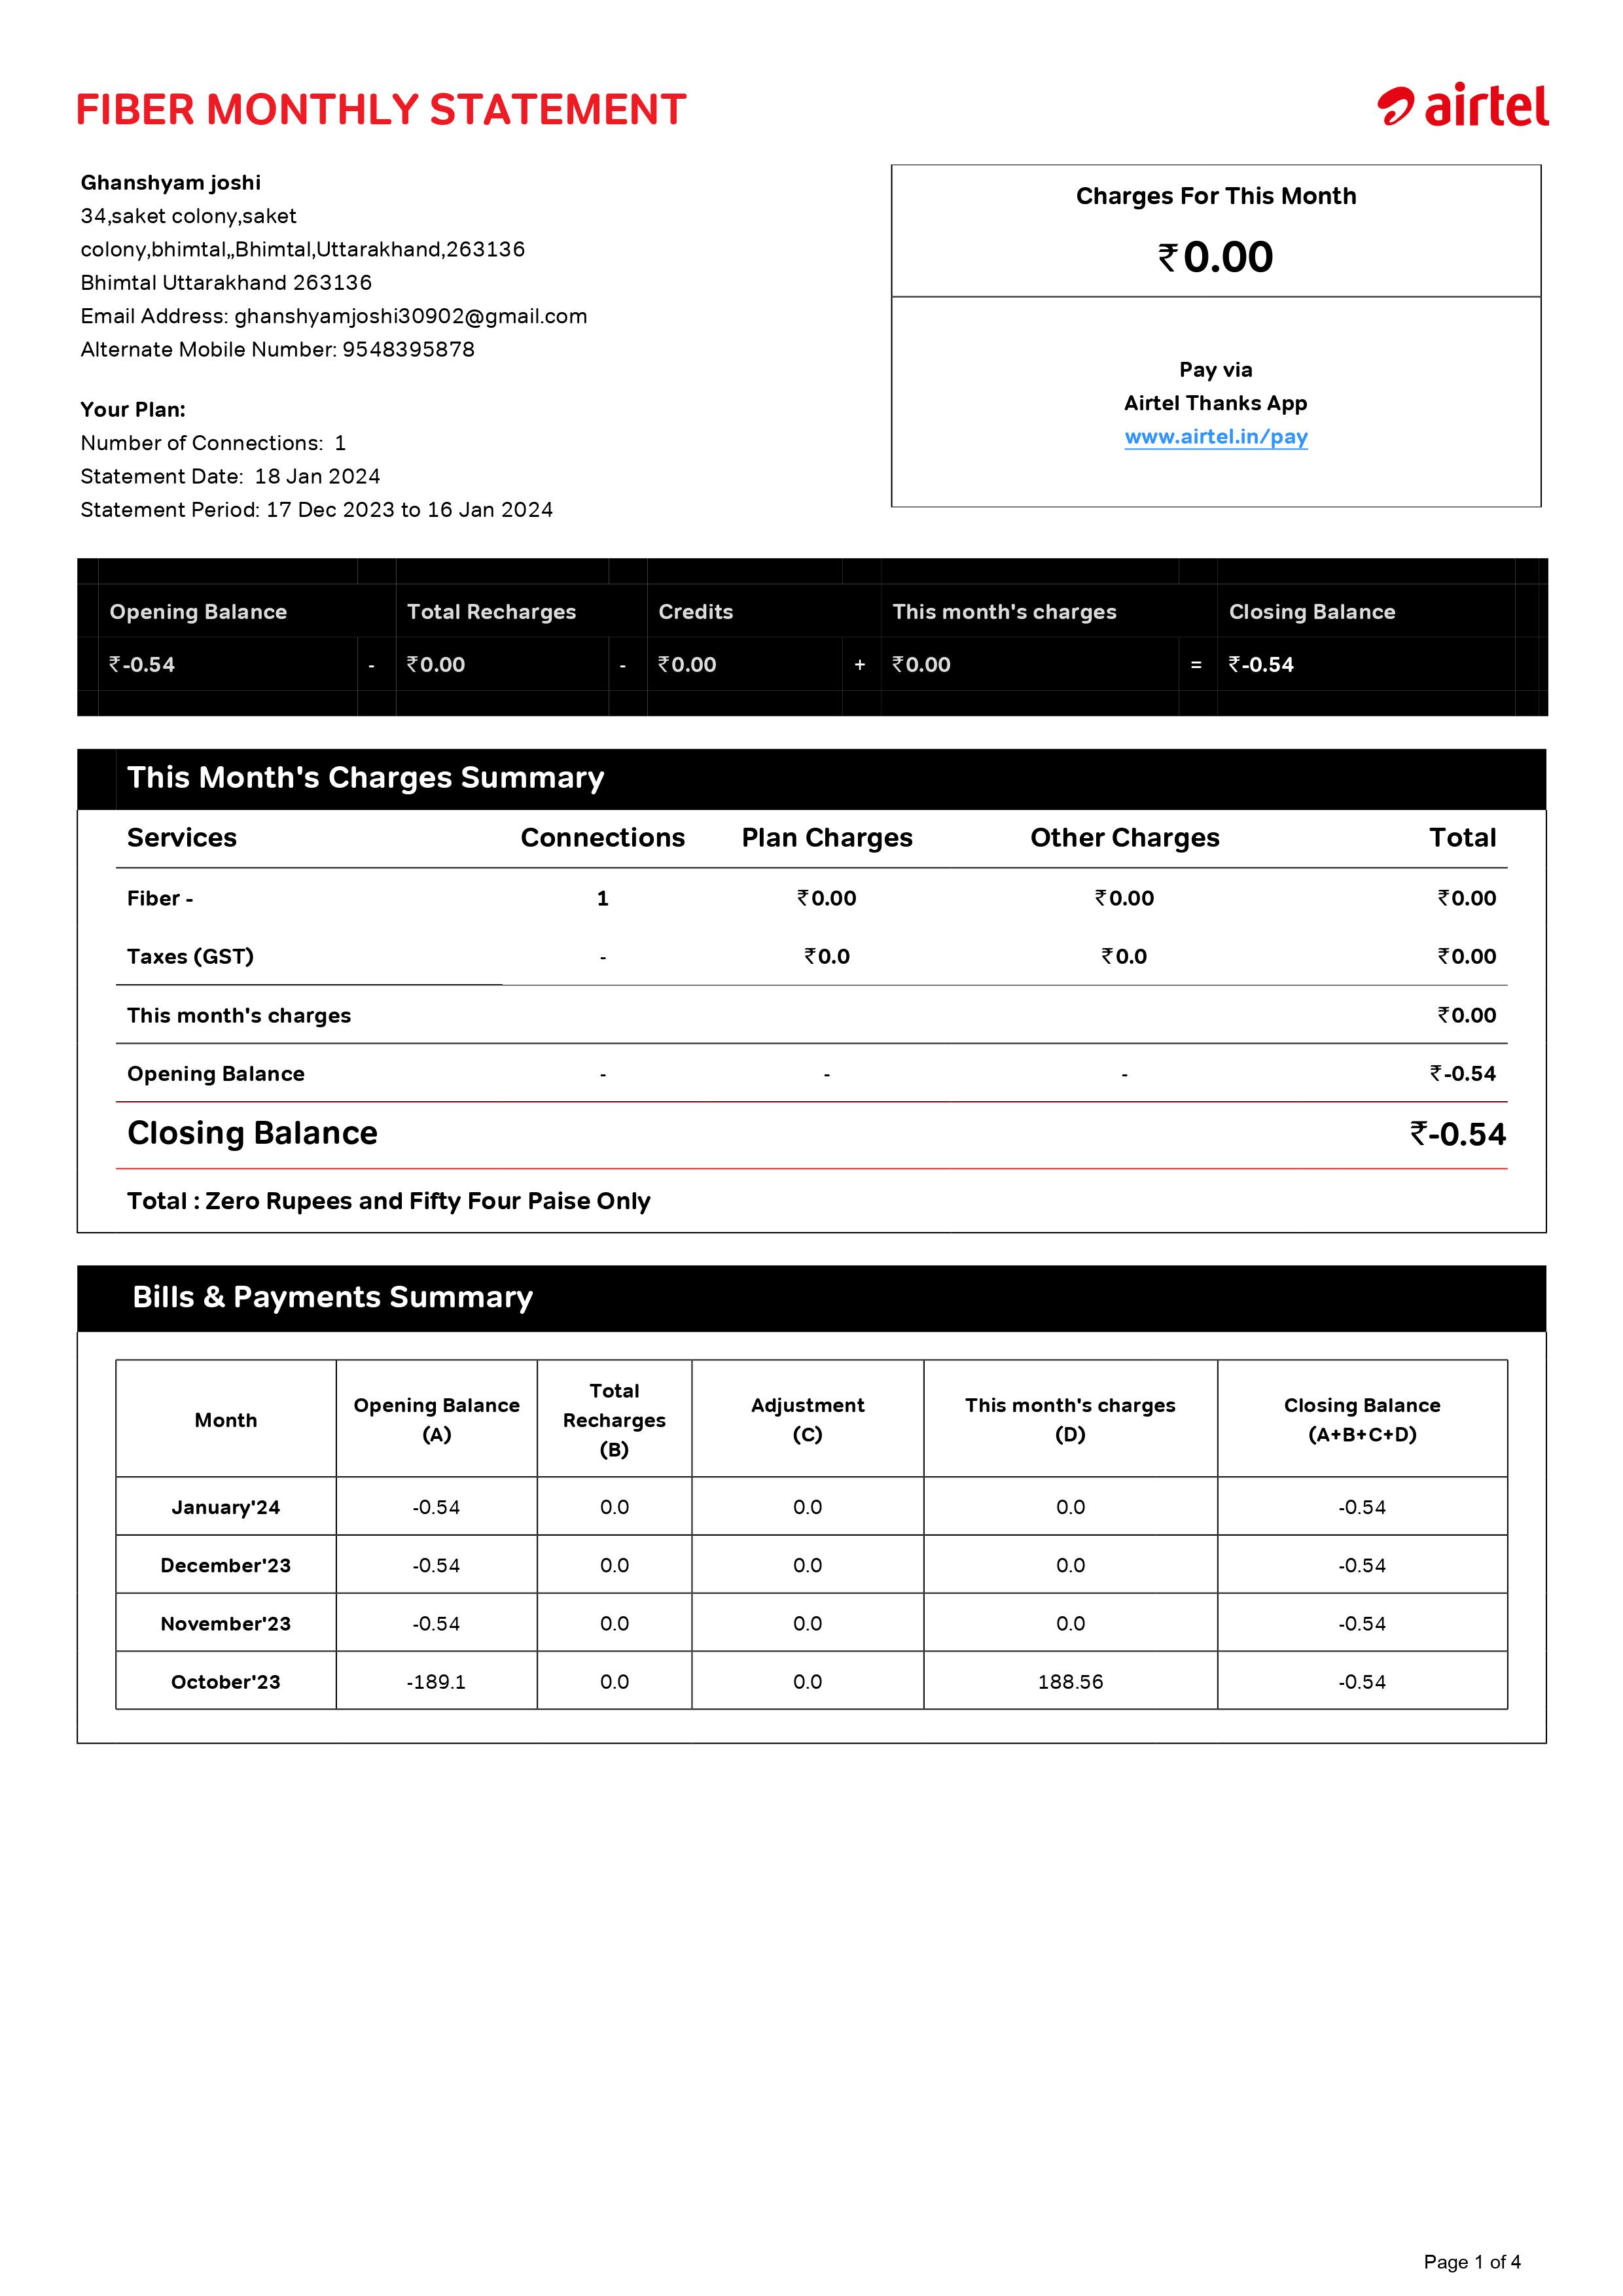 FIBER MONTHLY STATEMENT
airtel
Ghanshyam joshi
34,saket colony,saket
colony,bhimtal,,Bhimtal,Uttarakhand,263136
Bhimtal Uttarakhand 263136
Email Address: ghanshyamjoshi30902@gmail.com
Alternate Mobile Number: 9548395878
Your Plan:
Number of Connections:  1
Statement Date:  18 Jan 2024
Statement Period: 17 Dec 2023 to 16 Jan 2024
Charges For This Month
₹0.00
Pay via
Airtel Thanks App
www.airtel.in/pay
Opening Balance Total Recharges Credits This month's charges Closing Balance
₹-0.54 - ₹0.00 - ₹0.00 + ₹0.00 = ₹-0.54
This Month's Charges Summary
Services Connections Plan Charges Other Charges Total
Fiber - 1 ₹0.00 ₹0.00 ₹0.00
Taxes (GST) - ₹0.0 ₹0.0 ₹0.00
This month's charges ₹0.00
Opening Balance - - - ₹-0.54
Closing Balance ₹-0.54
Total : Zero Rupees and Fifty Four Paise Only
Bills & Payments Summary
Month
Opening Balance
(A)
Total
Recharges
(B)
Adjustment
(C)
This month's charges
(D)
Closing Balance
(A+B+C+D)
January'24 -0.54 0.0 0.0 0.0 -0.54
December'23 -0.54 0.0 0.0 0.0 -0.54
November'23 -0.54 0.0 0.0 0.0 -0.54
October'23 -189.1 0.0 0.0 188.56 -0.54
Page 1 of 4